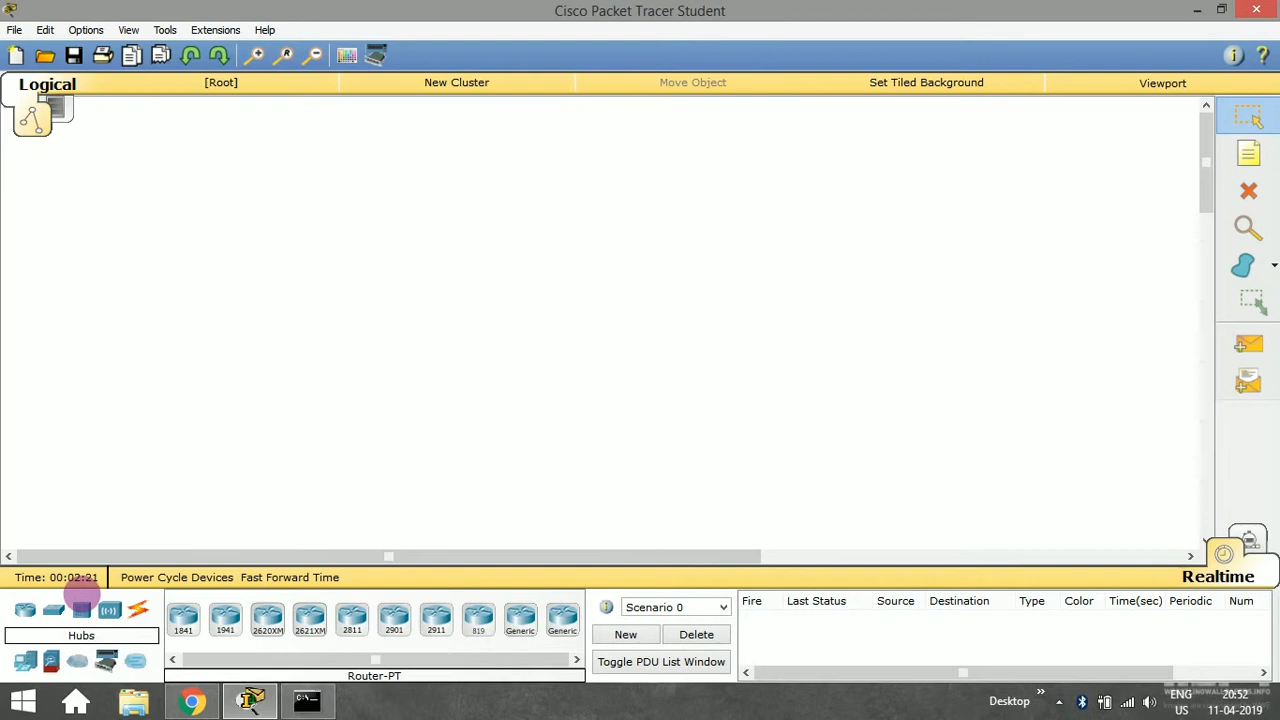 Cisco Packet Tracer Student
File Edit Options View Tools Extensions Help
Logical [Root] New Cluster Move Object Set Tiled Background Viewport
Time: 00:02:21 Power Cycle Devices Fast Forward Time Realtime
Hubs
1841 1941 2620XM 2621XM 2811 2901 2911 819 Generic Generic
Router-PT
Scenario 0
New Delete
Toggle PDU List Window
Fire Last Status Source Destination Type Color Time(sec) Periodic Num
C:\_
Desktop
ENG
US
20:52
11-04-2019